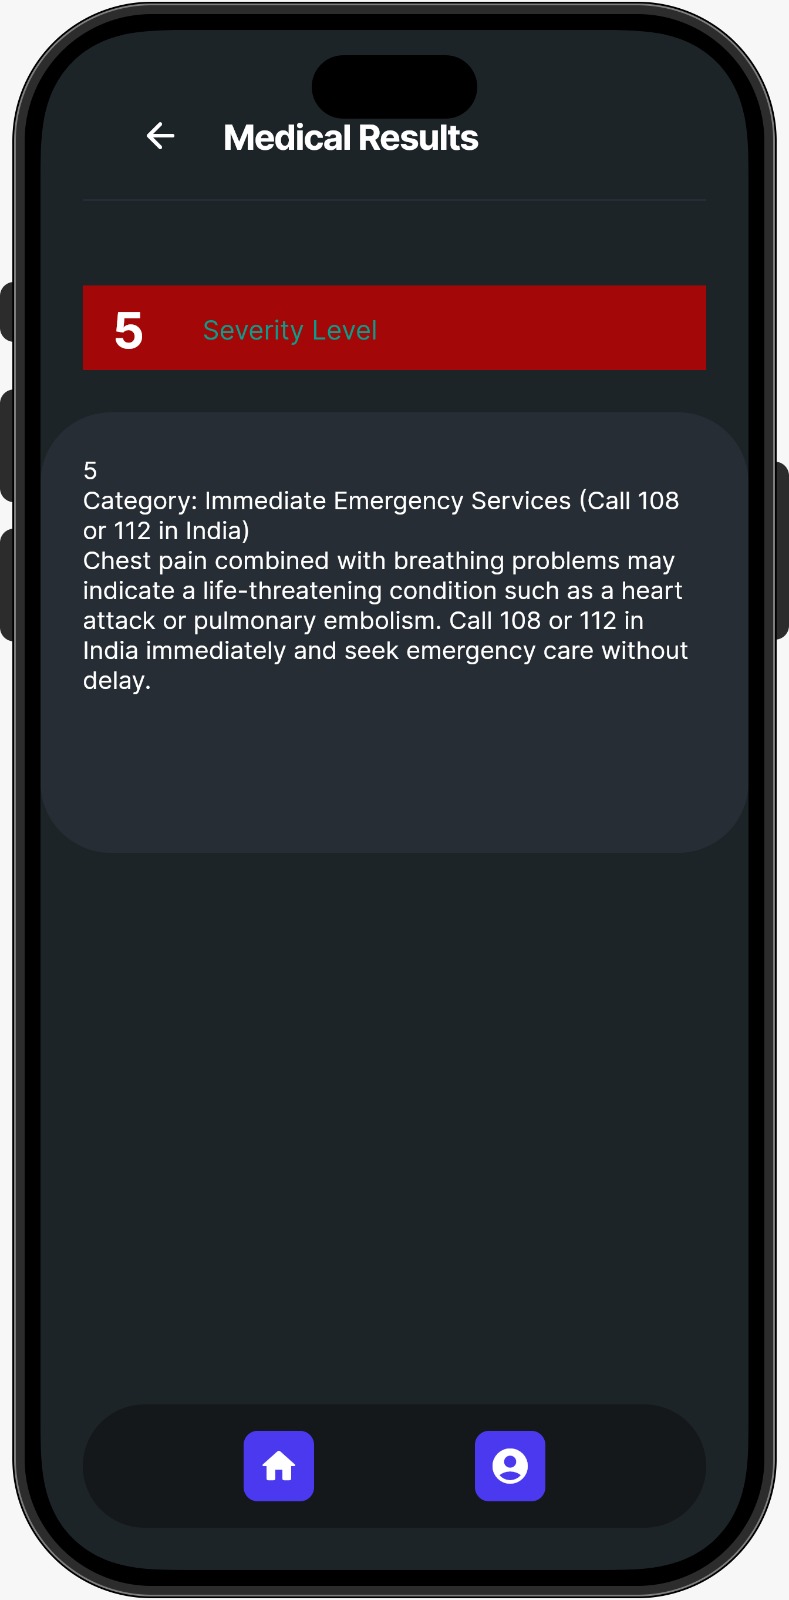 Medical Results
5
Severity Level
5
Category: Immediate Emergency Services (Call 108
or 112 in India)
Chest pain combined with breathing problems may
indicate a life-threatening condition such as a heart
attack or pulmonary embolism. Call 108 or 112 in
India immediately and seek emergency care without
delay.